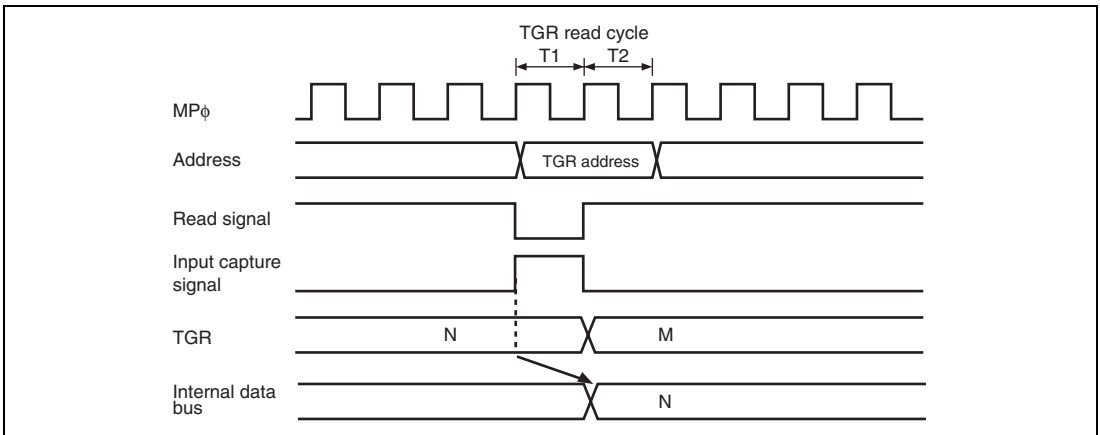 TGR read cycle
T1 T2
MPϕ
Address
TGR address
Read signal
Input capture
signal
TGR
N M
Internal data
bus
N